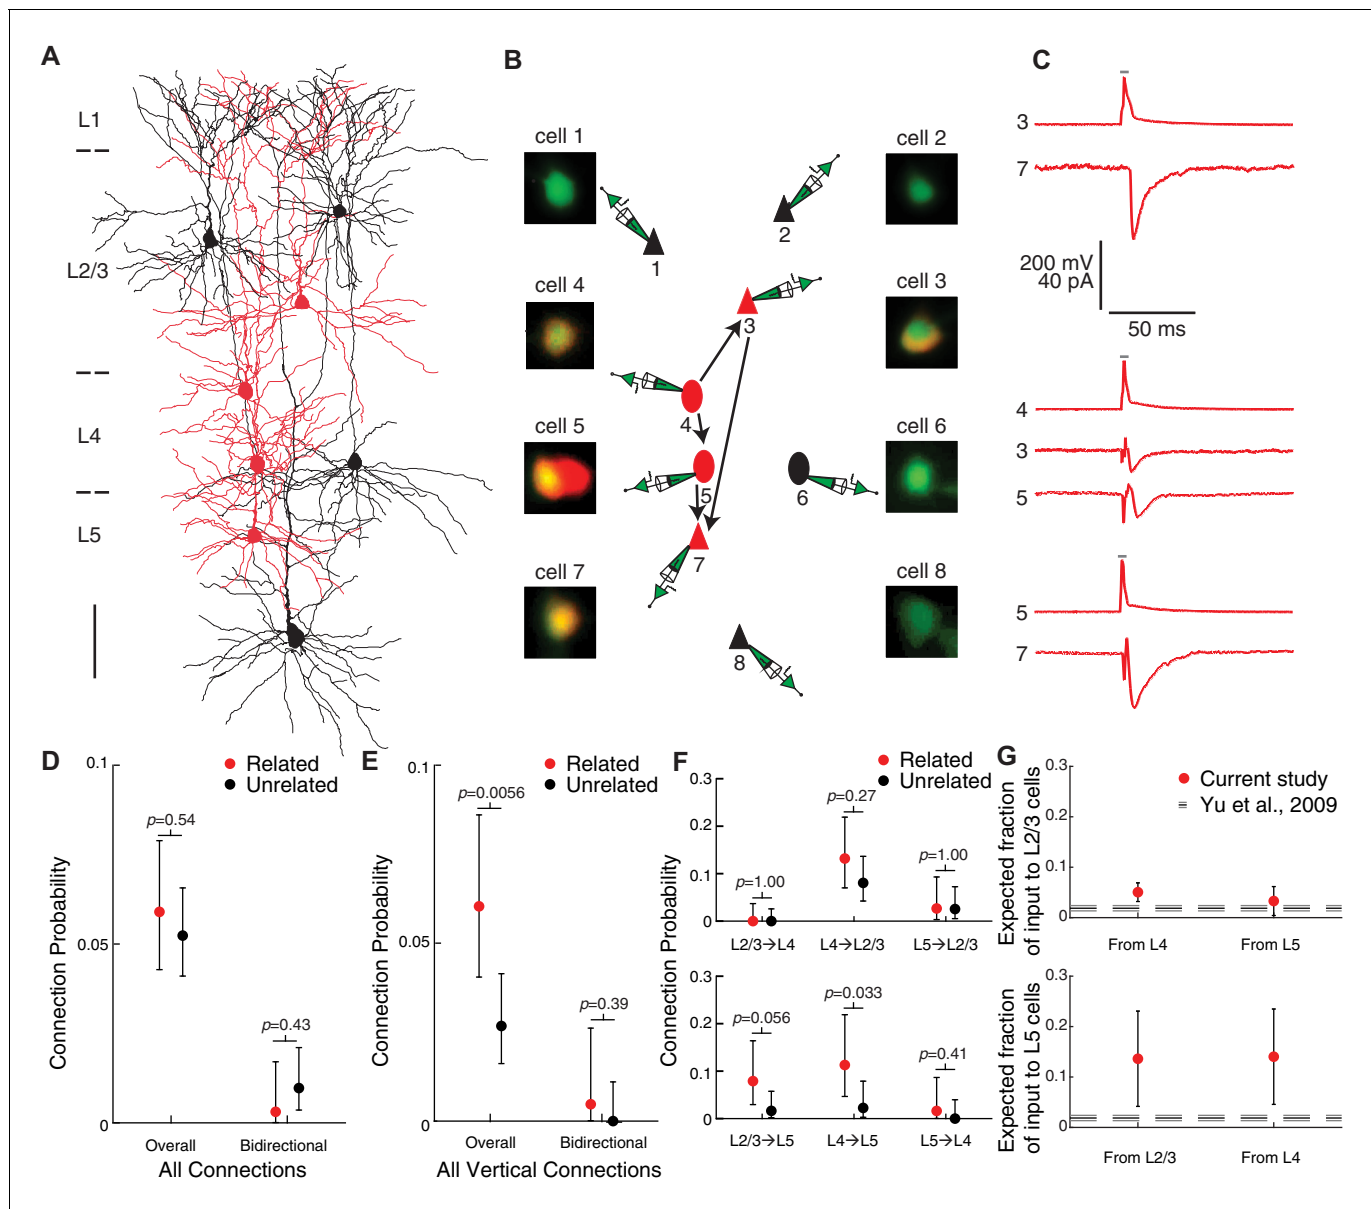 A
L1
L2/3
L4
L5
B
cell 1
cell 2
cell 4
cell 3
cell 5
cell 6
cell 7
cell 8
1
2
3
4
5
6
7
8
C
3
7
200 mV
40 pA
50 ms
4
3
5
5
7
D
0.1
0.05
0
Connection Probability
Related
Unrelated
p=0.54
p=0.43
Overall
Bidirectional
All Connections
E
0.1
0.05
0
Connection Probability
Related
Unrelated
p=0.0056
p=0.39
Overall
Bidirectional
All Vertical Connections
F
Related
Unrelated
Connection Probability
0.3
0.2
0.1
0
p=1.00
p=0.27
p=1.00
L2/3→L4
L4→L2/3
L5→L2/3
0.3
0.2
0.1
0
p=0.056
p=0.033
p=0.41
L2/3→L5
L4→L5
L5→L4
G
Expected fraction
of input to L2/3 cells
0.3
0.2
0.1
0
Current study
Yu et al., 2009
From L4
From L5
Expected fraction
of input to L5 cells
0.3
0.2
0.1
0
From L2/3
From L4